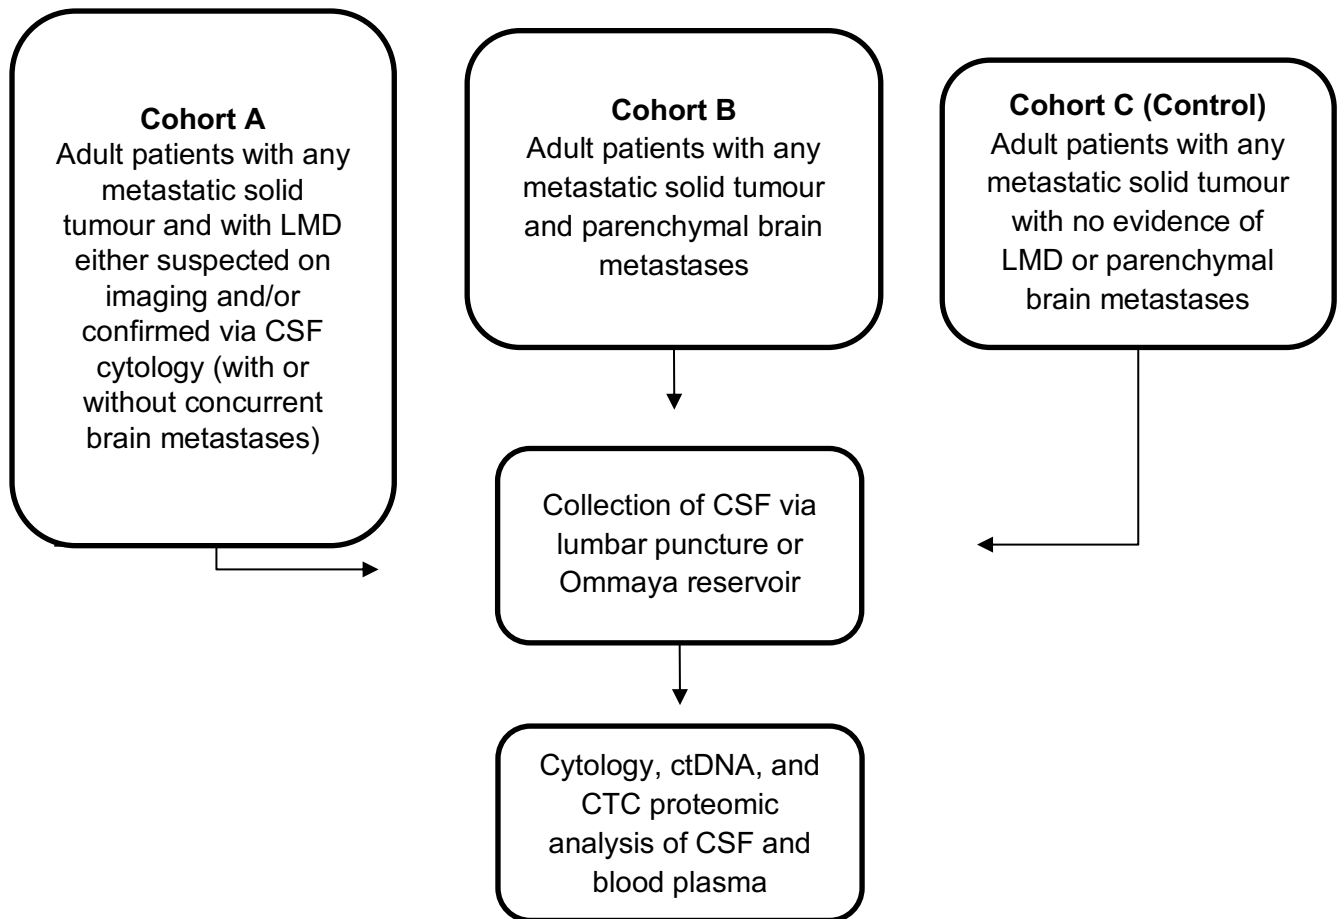 Cohort A
Adult patients with any
metastatic solid
tumour and with LMD
either suspected on
imaging and/or
confirmed via CSF
cytology (with or
without concurrent
brain metastases)
Cohort B
Adult patients with any
metastatic solid tumour
and parenchymal brain
metastases
Cohort C (Control)
Adult patients with any
metastatic solid tumour
with no evidence of
LMD or parenchymal
brain metastases
Collection of CSF via
lumbar puncture or
Ommaya reservoir
Cytology, ctDNA, and
CTC proteomic
analysis of CSF and
blood plasma